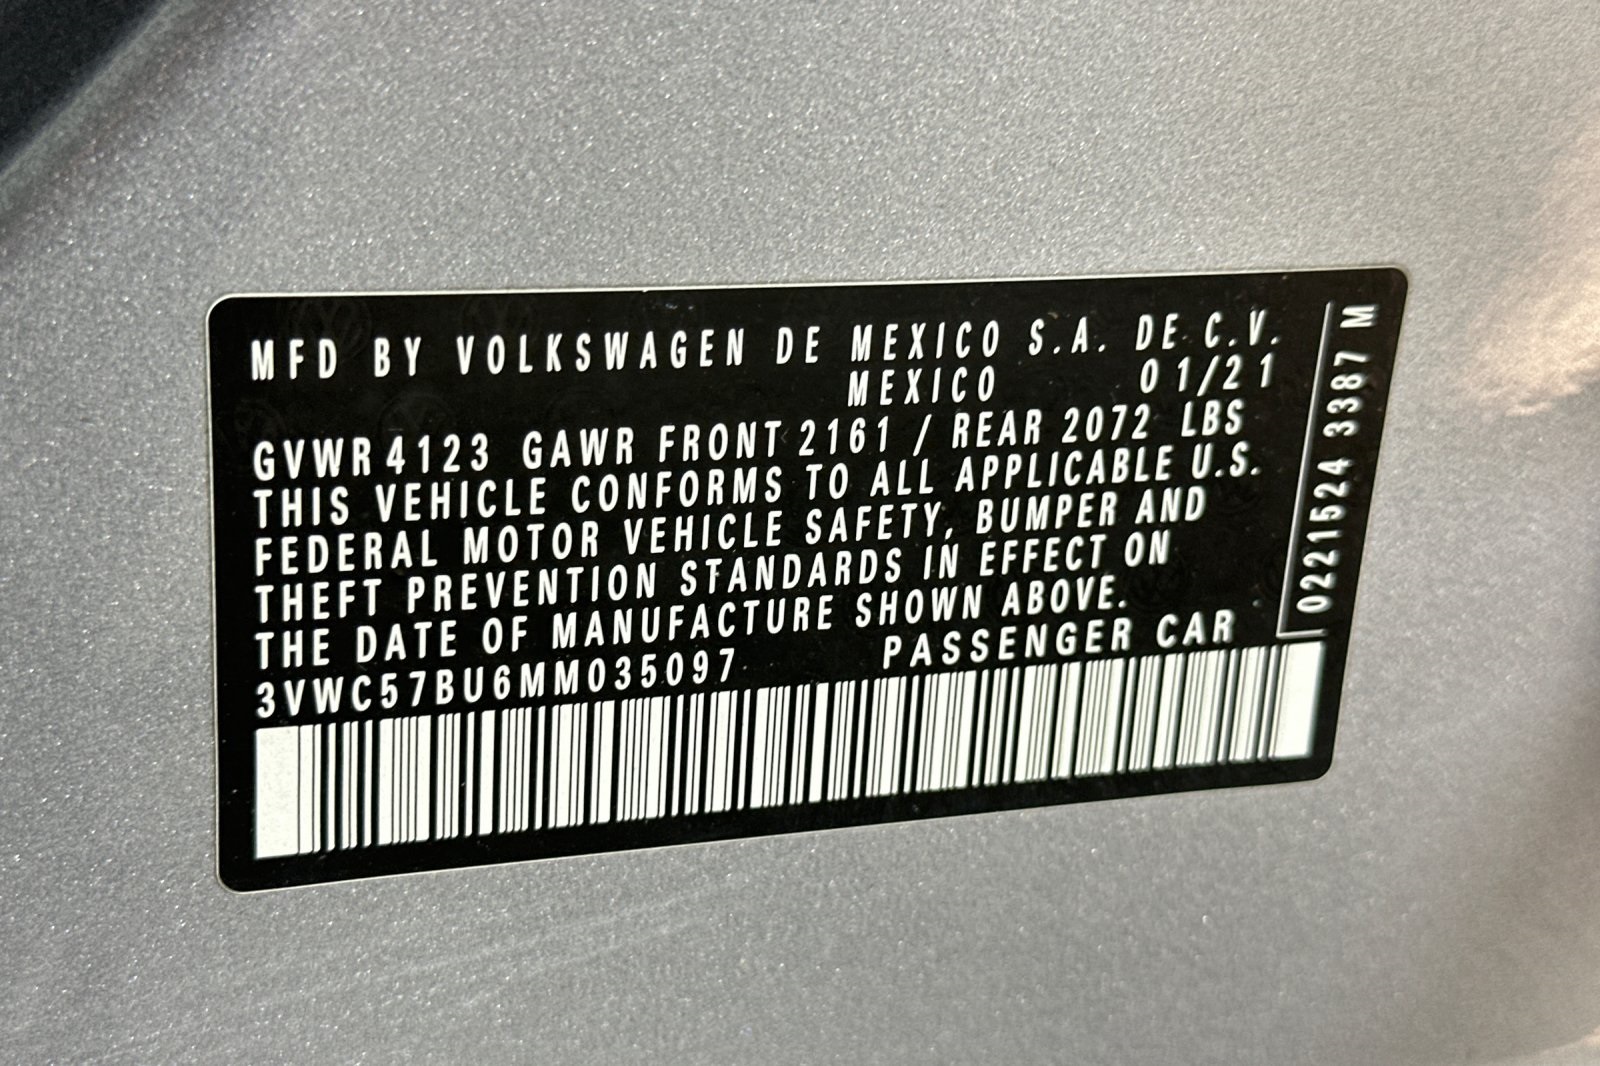 MFD BY VOLKSWAGEN DE MEXICO S.A. DE C.V.
MEXICO 01/21
GVWR 4123 GAWR FRONT 2161 / REAR 2072 LBS
THIS VEHICLE CONFORMS TO ALL APPLICABLE U.S.
FEDERAL MOTOR VEHICLE SAFETY, BUMPER AND
THEFT PREVENTION STANDARDS IN EFFECT ON
THE DATE OF MANUFACTURE SHOWN ABOVE.
3VWC57BU6MM035097 PASSENGER CAR
0221524 3387 M